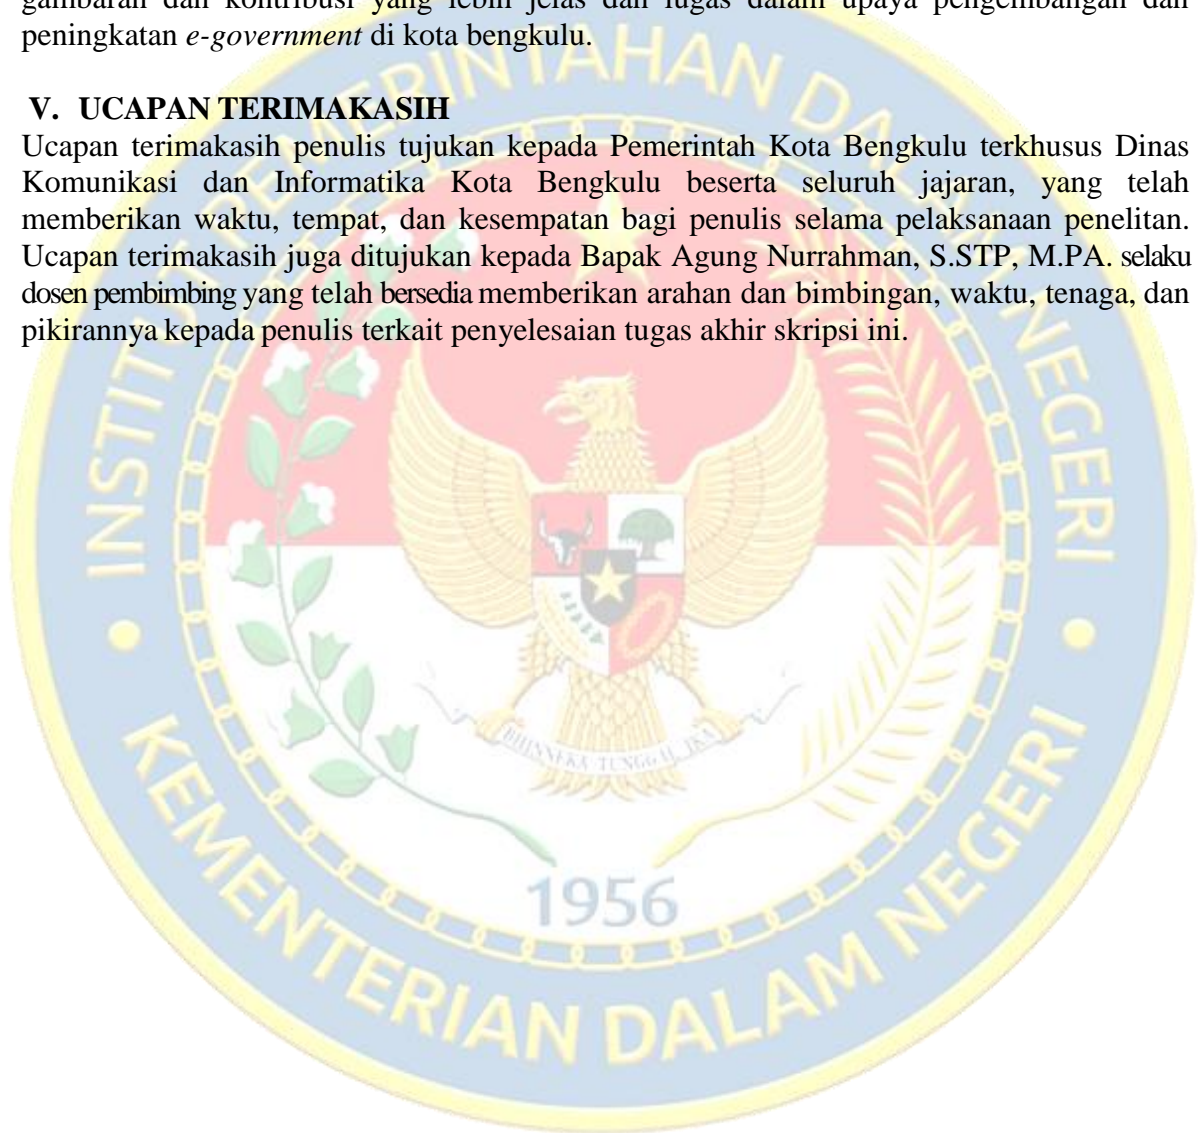 gambaran dan kontribusi yang lebih jelas dan lugas dalam upaya pengembangan dan
peningkatan e-government di kota bengkulu.
V. UCAPAN TERIMAKASIH
Ucapan terimakasih penulis tujukan kepada Pemerintah Kota Bengkulu terkhusus Dinas
Komunikasi dan Informatika Kota Bengkulu beserta seluruh jajaran, yang telah
memberikan waktu, tempat, dan kesempatan bagi penulis selama pelaksanaan penelitan.
Ucapan terimakasih juga ditujukan kepada Bapak Agung Nurrahman, S.STP, M.PA. selaku
dosen pembimbing yang telah bersedia memberikan arahan dan bimbingan, waktu, tenaga, dan
pikirannya kepada penulis terkait penyelesaian tugas akhir skripsi ini.
INSTITUT PEMERINTAHAN DALAM NEGERI
BHINNEKA TUNGGAL IKA
1956
KEMENTERIAN DALAM NEGERI